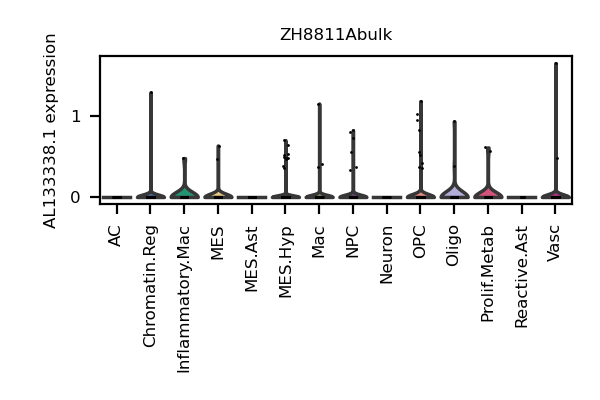 ZH8811Abulk
AL133338.1 expression
1
0
AC
Chromatin.Reg
Inflammatory.Mac
MES
MES.Ast
MES.Hyp
Mac
NPC
Neuron
OPC
Oligo
Prolif.Metab
Reactive.Ast
Vasc